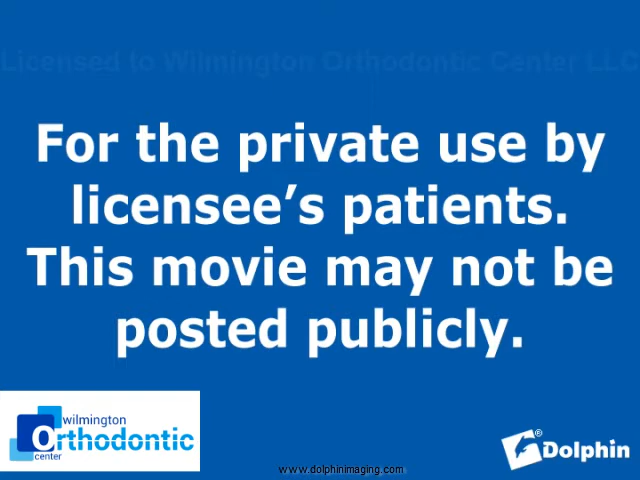 Licensed to Wilmington Orthodontic Center LLC
For the private use by
licensee’s patients.
This movie may not be
posted publicly.
wilmington
Orthodontic
center
www.dolphinimaging.com
®
Dolphin